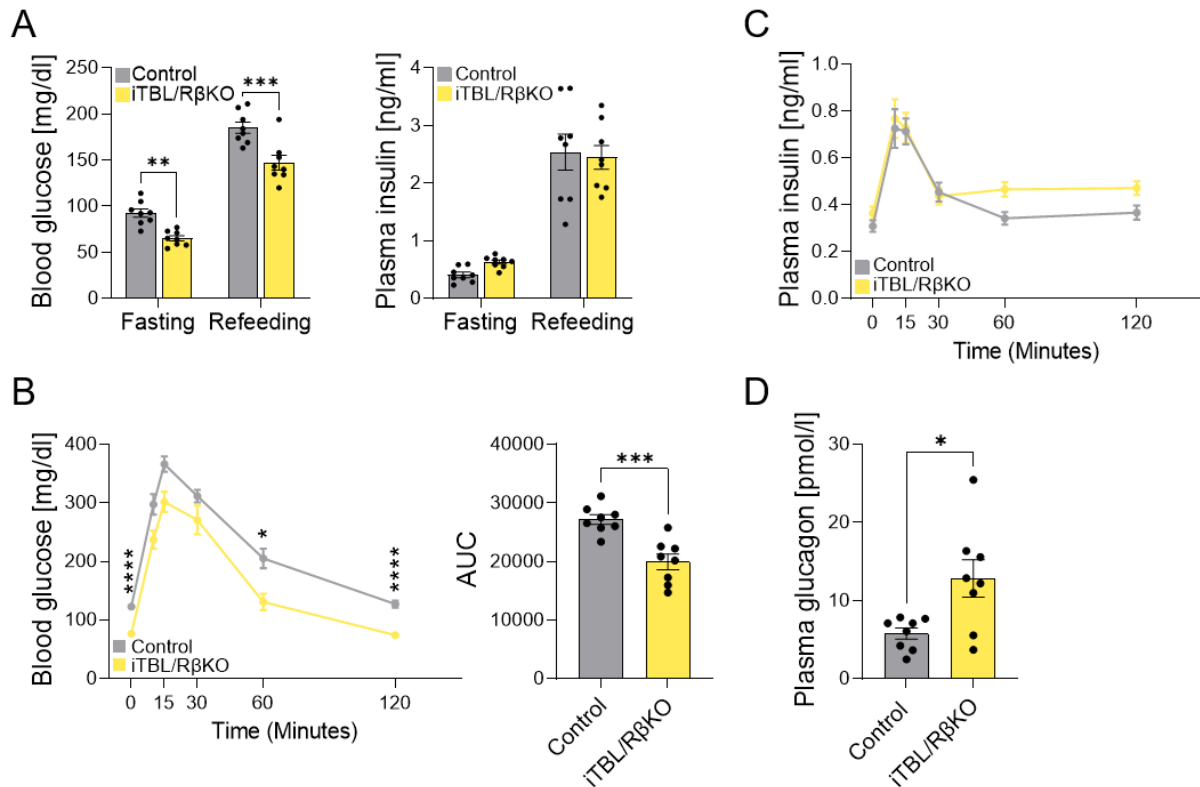 A
Blood glucose [mg/dl]
250
200
150
100
50
0
Control
iTBL/RβKO
**
***
Fasting
Refeeding
Plasma insulin [ng/ml]
4
3
2
1
0
Control
iTBL/RβKO
Fasting
Refeeding
C
Plasma insulin [ng/ml]
1.0
0.8
0.6
0.4
0.2
0.0
Control
iTBL/RβKO
0 15 30 60 120
Time (Minutes)
B
Blood glucose [mg/dl]
400
300
200
100
0
****
*
****
Control
iTBL/RβKO
0 15 30 60 120
Time (Minutes)
AUC
40000
30000
20000
10000
0
***
Control
iTBL/RβKO
D
Plasma glucagon [pmol/l]
30
20
10
0
*
Control
iTBL/RβKO